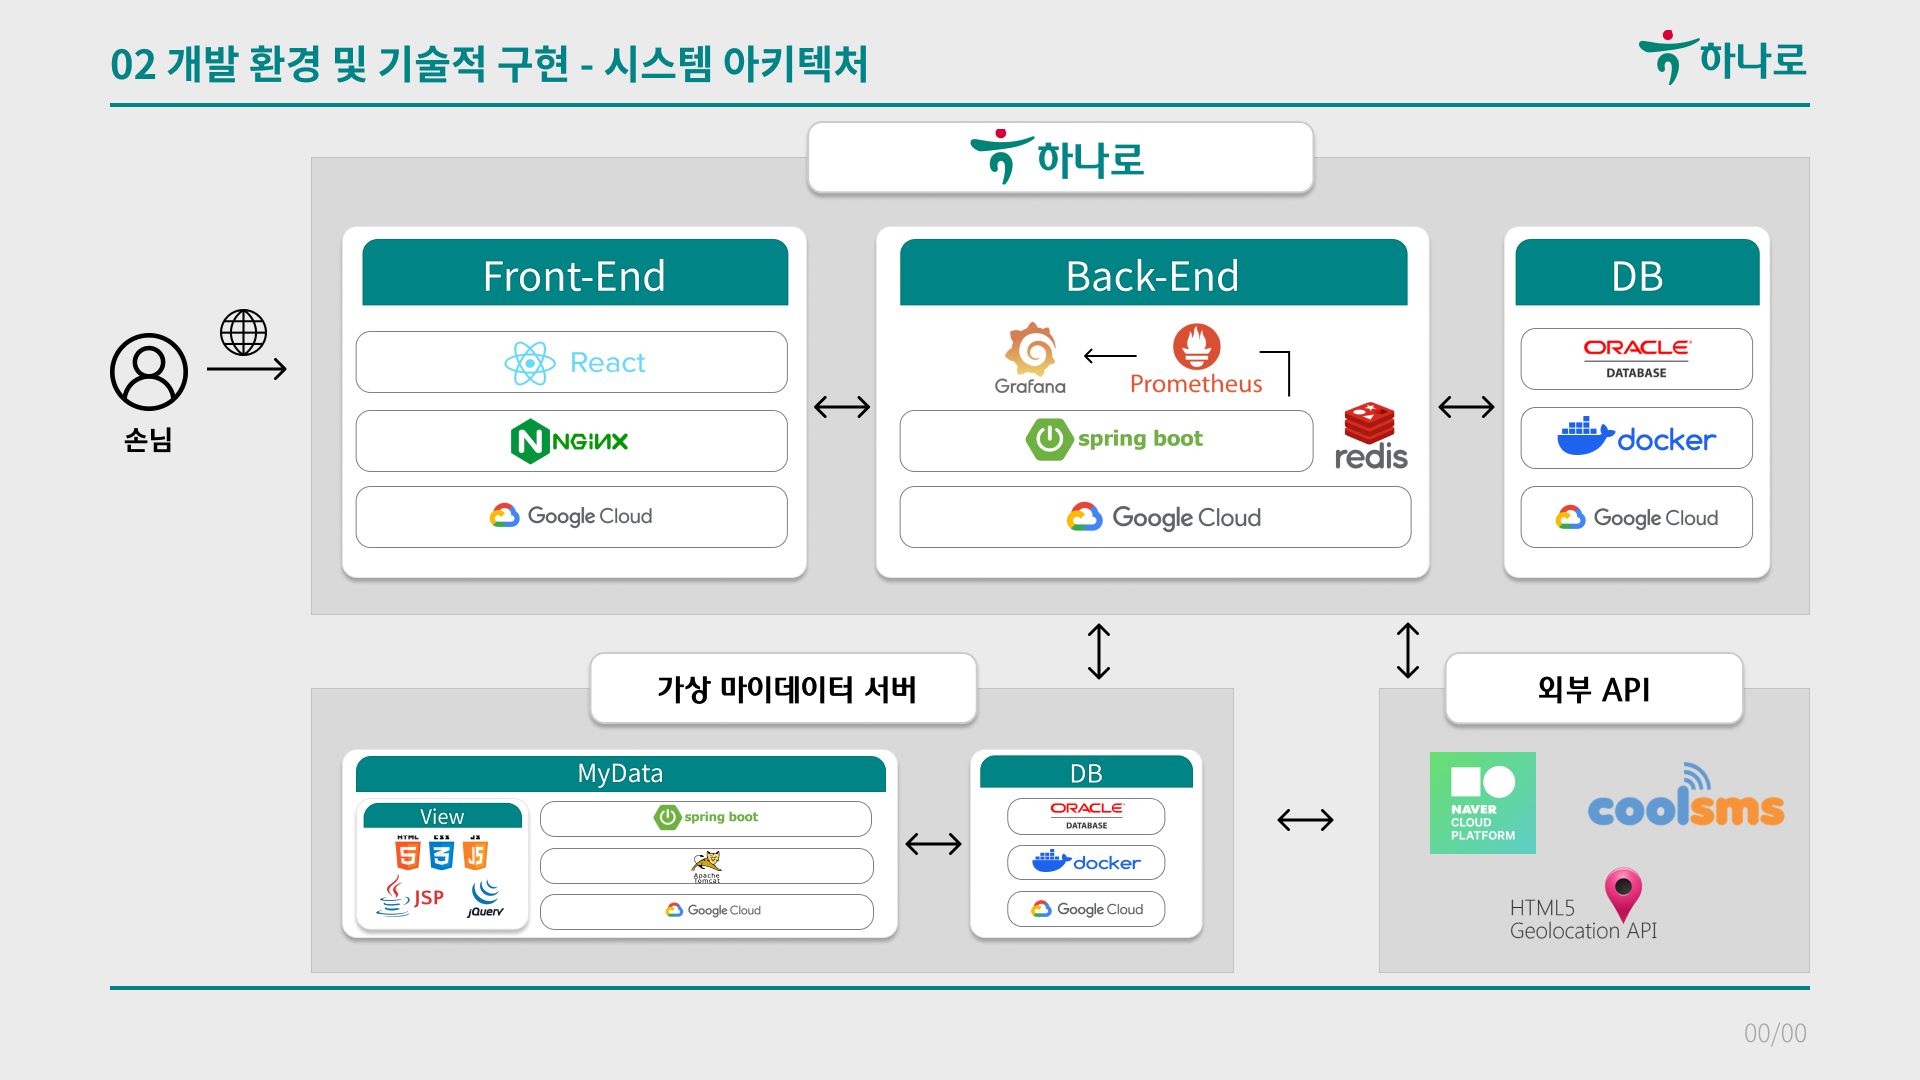 02 개발 환경 및 기술적 구현 - 시스템 아키텍처
하나로
하나로
손님
Front-End
React
NGINX
Google Cloud
Back-End
Grafana
Prometheus
spring boot
redis
Google Cloud
DB
ORACLE
DATABASE
docker
Google Cloud
가상 마이데이터 서버
MyData
View
HTML CSS JS
5 3 JS
JSP
jQuery
spring boot
Apache
Tomcat
Google Cloud
DB
ORACLE
DATABASE
docker
Google Cloud
외부 API
NAVER
CLOUD
PLATFORM
coolsms
HTML5
Geolocation API
00/00